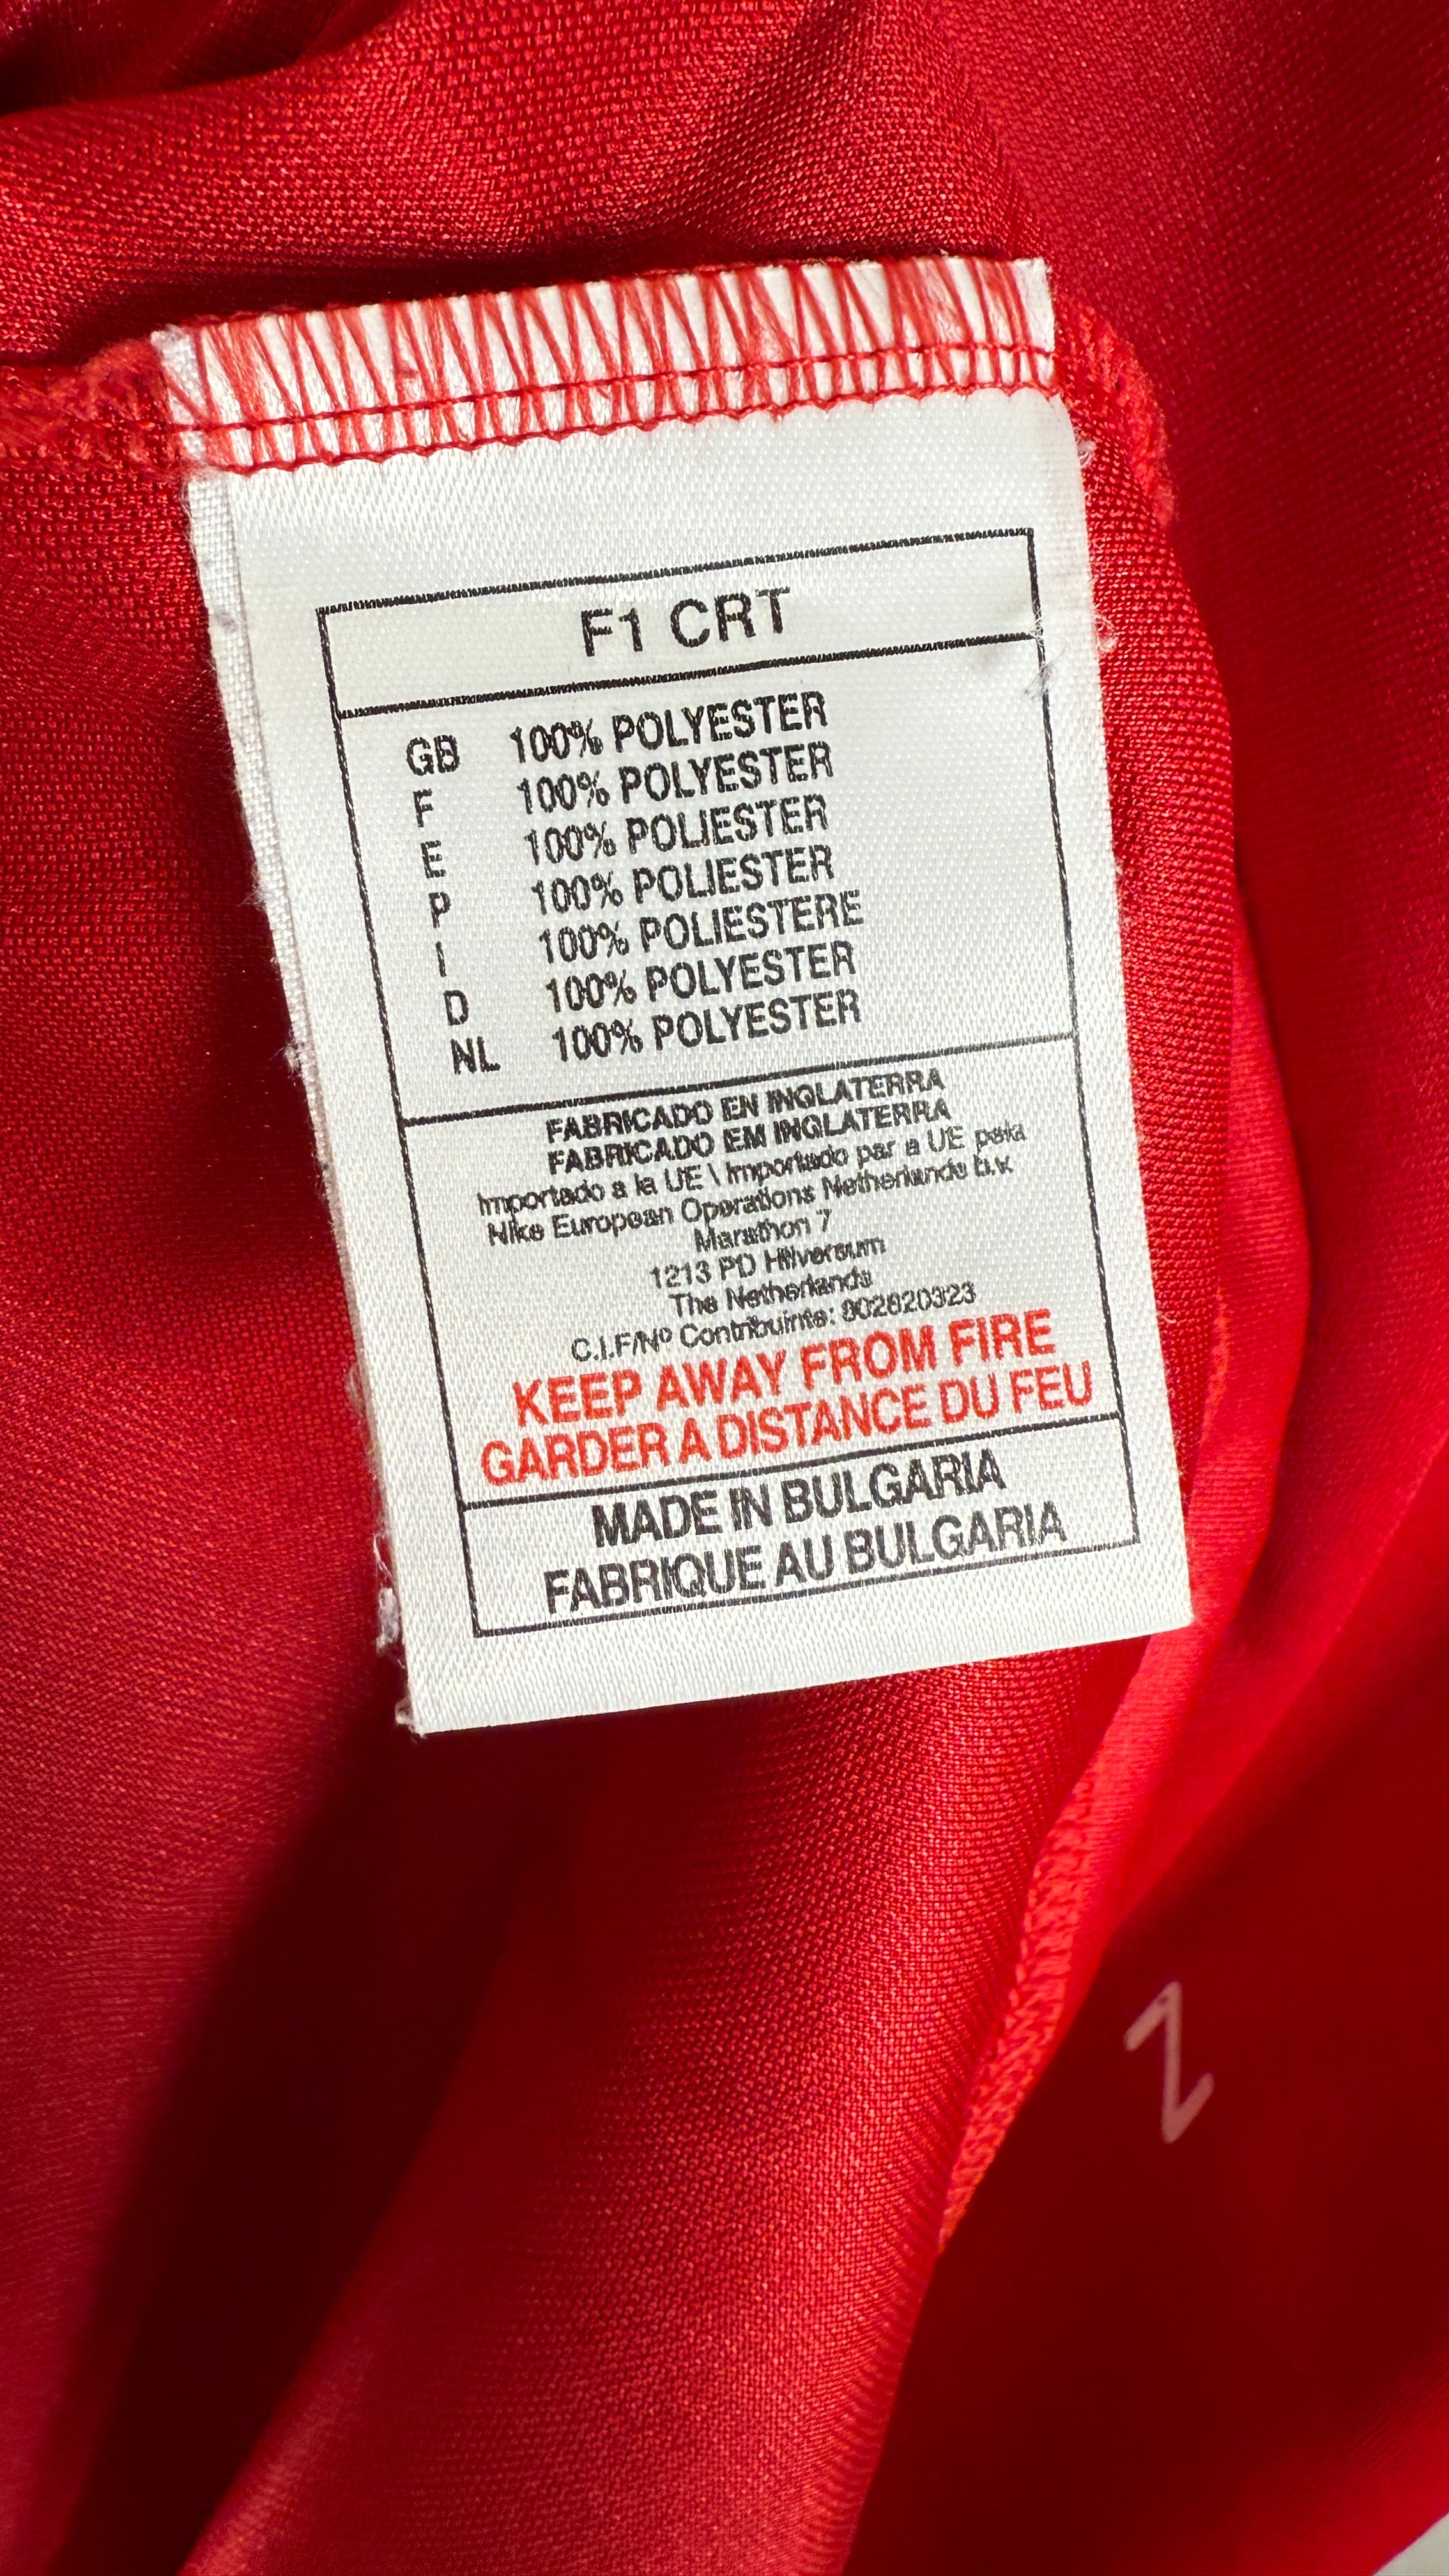 F1 CRT
GB 100% POLYESTER
F 100% POLYESTER
E 100% POLIESTER
P 100% POLIESTER
I 100% POLIESTERE
D 100% POLYESTER
NL 100% POLYESTER
FABRICADO EN INGLATERRA
FABRICADO EM INGLATERRA
Importado a la UE \ Importado par a UE pala
Nike European Operations Netherlands b.v.
Marathon 7
1213 PD Hilversum
The Netherlands
C.I.F/Nº Contribuinte:
KEEP AWAY FROM FIRE
GARDER A DISTANCE DU FEU
MADE IN BULGARIA
FABRIQUE AU BULGARIA